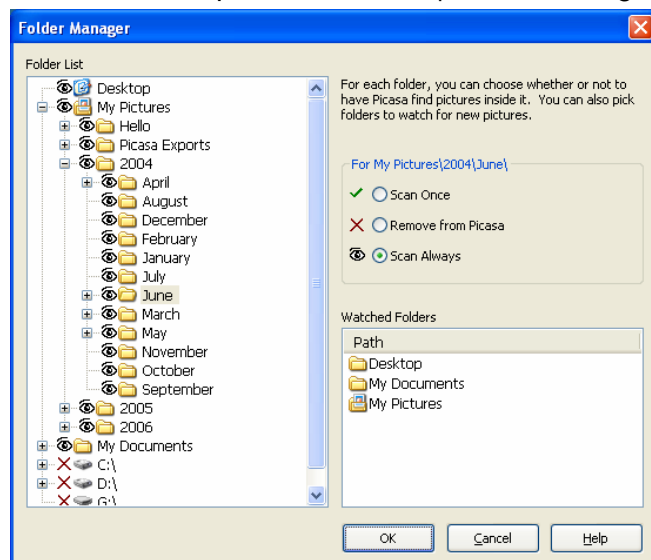 Folder Manager
Folder List
Desktop
My Pictures
Hello
Picasa Exports
2004
April
August
December
February
January
July
June
March
May
November
October
September
2005
2006
My Documents
C:\
D:\
G:\
For each folder, you can choose whether or not to
have Picasa find pictures inside it. You can also pick
folders to watch for new pictures.
For My Pictures\2004\June\
Scan Once
Remove from Picasa
Scan Always
Watched Folders
Path
Desktop
My Documents
My Pictures
OK
Cancel
Help